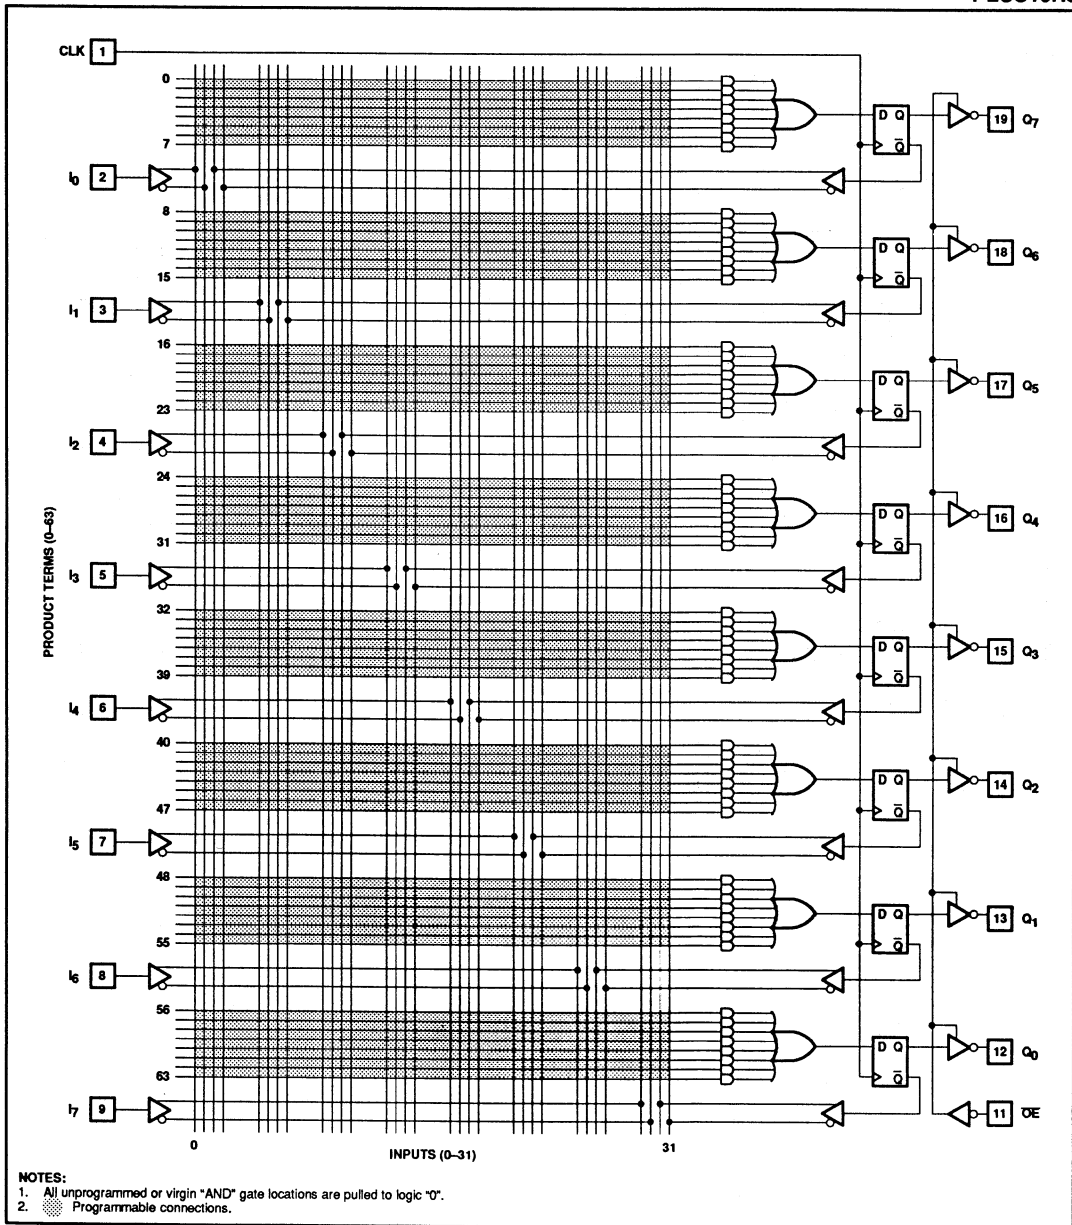 CLK 1
0
7
D Q
Q̅
19 Q7
I0 2
8
15
D Q
Q̅
18 Q6
I1 3
16
23
D Q
Q̅
17 Q5
I2 4
24
31
D Q
Q̅
16 Q4
I3 5
PRODUCT TERMS (0–63)
32
39
D Q
Q̅
15 Q3
I4 6
40
47
D Q
Q̅
14 Q2
I5 7
48
55
D Q
Q̅
13 Q1
I6 8
56
63
D Q
Q̅
12 Q0
I7 9
11 O̅E̅
0
31
INPUTS (0–31)
NOTES:
1. All unprogrammed or virgin "AND" gate locations are pulled to logic "0".
2. Programmable connections.